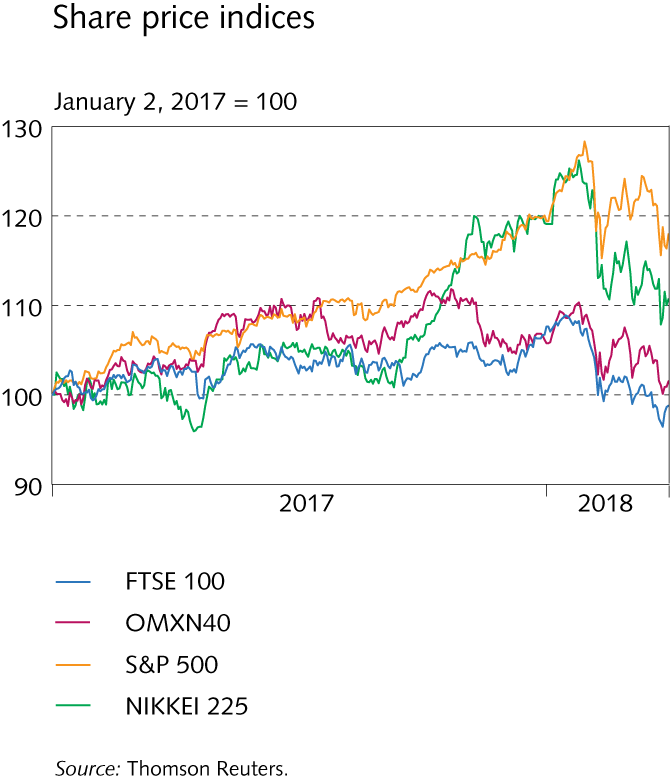 Share price indices
January 2, 2017 = 100
130
120
110
100
90
2017 2018
FTSE 100
OMXN40
S&P 500
NIKKEI 225
Source: Thomson Reuters.